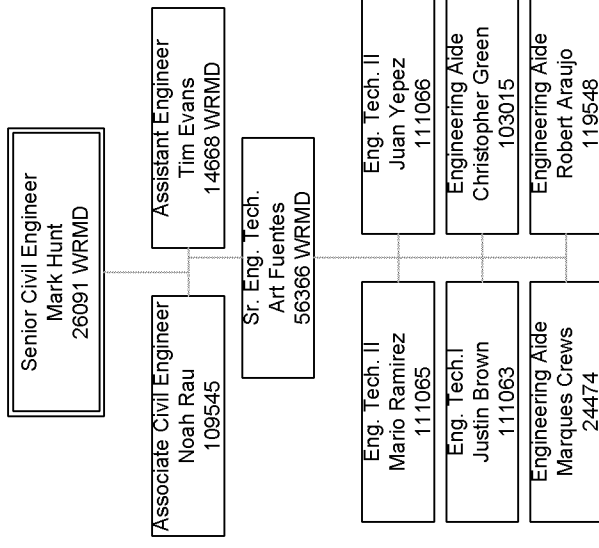 Senior Civil Engineer
Mark Hunt
26091 WRMD
Associate Civil Engineer
Noah Rau
109545
Assistant Engineer
Tim Evans
14668 WRMD
Sr. Eng. Tech.
Art Fuentes
56366 WRMD
Eng. Tech. II
Mario Ramirez
111065
Eng. Tech. II
Juan Yepez
111066
Eng. Tech.I
Justin Brown
111063
Engineering Aide
Christopher Green
103015
Engineering Aide
Marques Crews
24474
Engineering Aide
Robert Araujo
119548